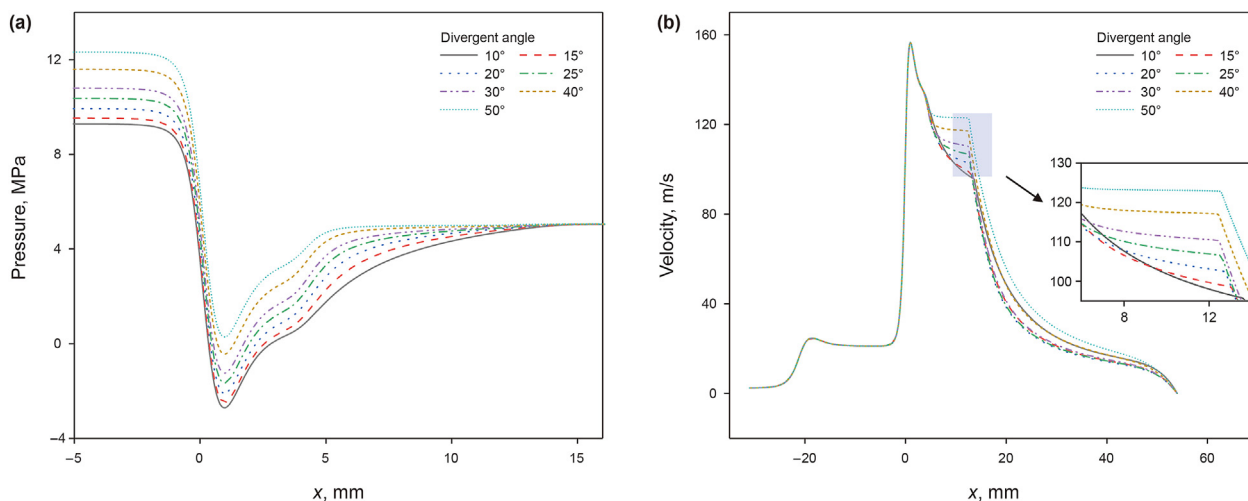 (a)
Divergent angle
10° 15°
20° 25°
30° 40°
50°
12
8
4
0
–4
Pressure, MPa
–5 0 5 10 15
x, mm
(b)
Divergent angle
10° 15°
20° 25°
30° 40°
50°
160
120
80
40
0
Velocity, m/s
–20 0 20 40 60
x, mm
130
120
110
100
8 12